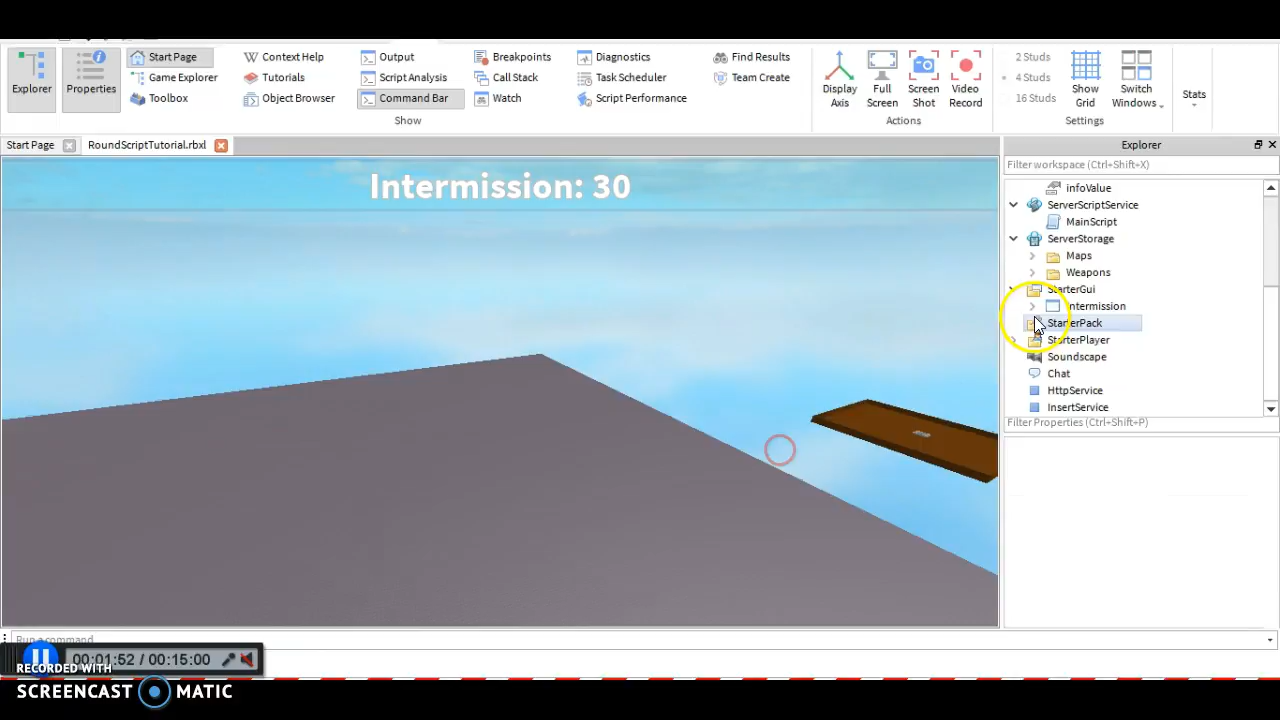 Explorer
Properties
Start Page
Game Explorer
Toolbox
Context Help
Tutorials
Object Browser
Output
Script Analysis
Command Bar
Breakpoints
Call Stack
Watch
Diagnostics
Task Scheduler
Script Performance
Find Results
Team Create
Show
Display Axis
Full Screen
Screen Shot
Video Record
Actions
2 Studs
4 Studs
16 Studs
Show Grid
Switch Windows
Settings
Stats
Start Page
RoundScriptTutorial.rbxl
Explorer
Filter workspace (Ctrl+Shift+X)
Intermission: 30
infoValue
ServerScriptService
MainScript
ServerStorage
Maps
Weapons
StarterGui
Intermission
StarterPack
StarterPlayer
Soundscape
Chat
HttpService
InsertService
Filter Properties (Ctrl+Shift+P)
Run a command
00:01:52 / 00:15:00
RECORDED WITH
SCREENCAST MATIC